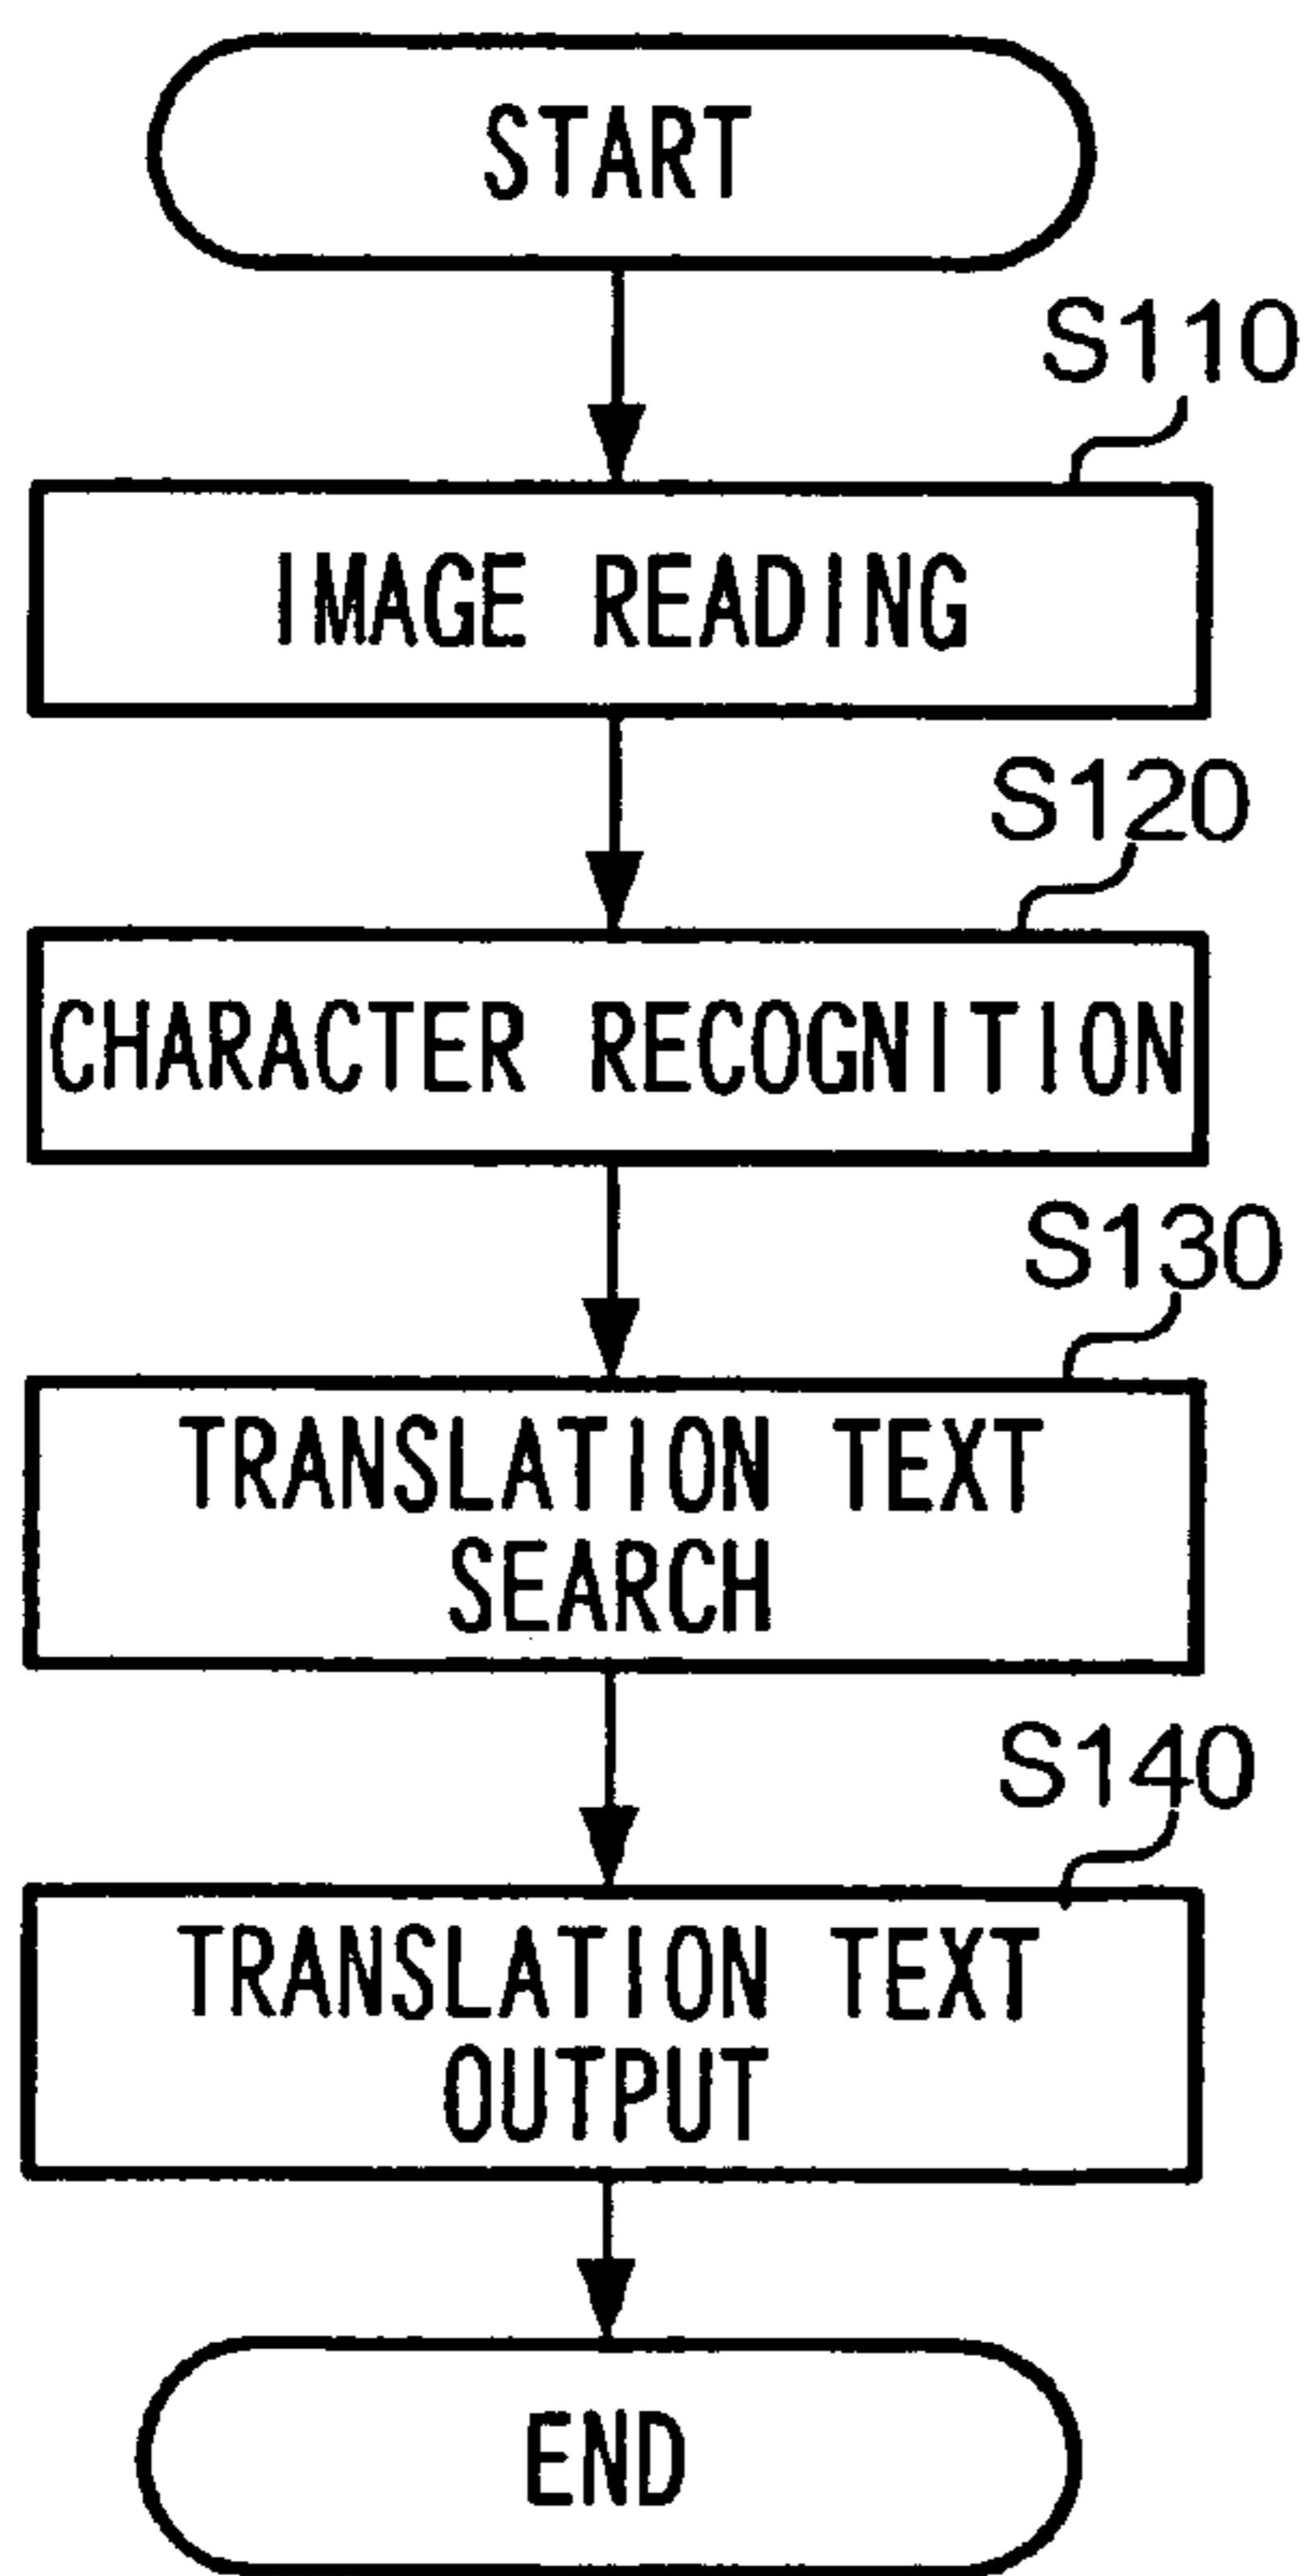 START
S110
IMAGE READING
S120
CHARACTER RECOGNITION
S130
TRANSLATION TEXT
SEARCH
S140
TRANSLATION TEXT
OUTPUT
END